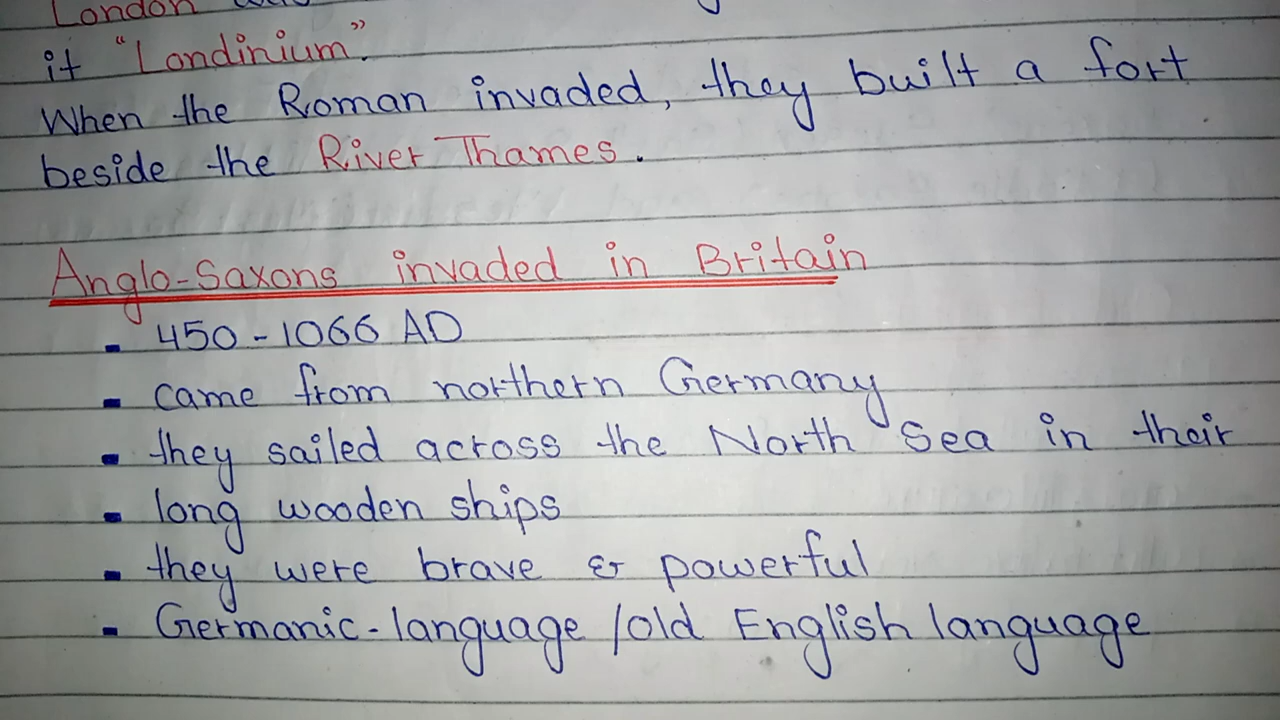 London was
it "Londinium".
When the Roman invaded, they built a fort
beside the River Thames.
Anglo-Saxons invaded in Britain
- 450-1066 AD
- came from northern Germany
- they sailed across the North Sea in their
- long wooden ships
- they were brave & powerful
- Germanic-language /old English language